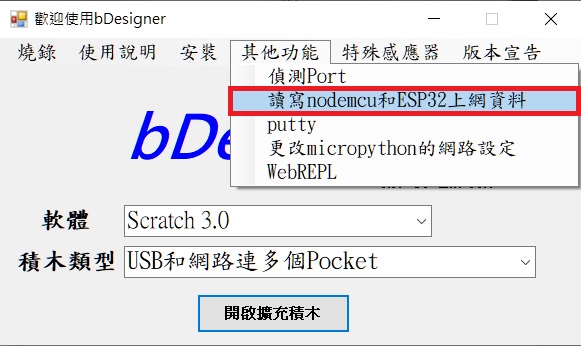 歡迎使用bDesigner
燒錄 使用說明 安裝 其他功能 特殊感應器 版本宣告
偵測Port
讀寫nodemcu和ESP32上網資料
bDe
putty
更改micropython的網路設定
WebREPL
軟體 Scratch 3.0
積木類型 USB和網路連多個Pocket
開啟擴充積木